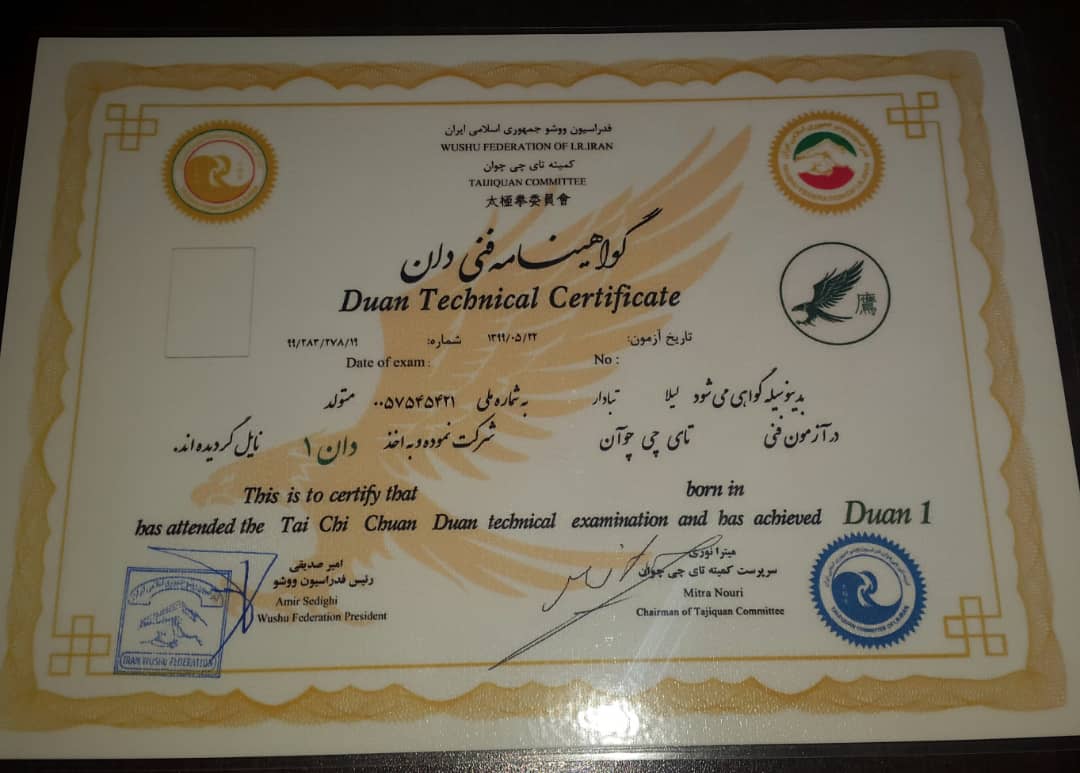 فدراسیون ووشو جمهوری اسلامی ایران
WUSHU FEDERATION OF I.R.IRAN
کمیته تای چی چوان
TAIJIQUAN COMMITTEE
太極拳委員會
گواهینامه فنی دان
Duan Technical Certificate
鷹
تاریخ آزمون: ۱۳۹۹/۰۵/۲۲ شماره: ۹۹/۲۸۳/۲۷۸/۱۹
Date of exam : No :
بدینوسیله گواهی می شود لیلا تبادار به شماره ملی ۰۰۵۷۵۴۵۴۲۱ متولد
در آزمون فنی تای چی چوآن شرکت نموده و به اخذ دان ۱ نایل گردیده اند.
This is to certify that born in
has attended the Tai Chi Chuan Duan technical examination and has achieved Duan 1
امیر صدیقی
رئیس فدراسیون ووشو
Amir Sedighi
Wushu Federation President
میترا نوری
سرپرست کمیته تای چی چوان
Mitra Nouri
Chairman of Tajiquan Committee
IRAN WUSHU FEDERATION
TAIJIQUAN COMMITTEE OF I.R.IRAN